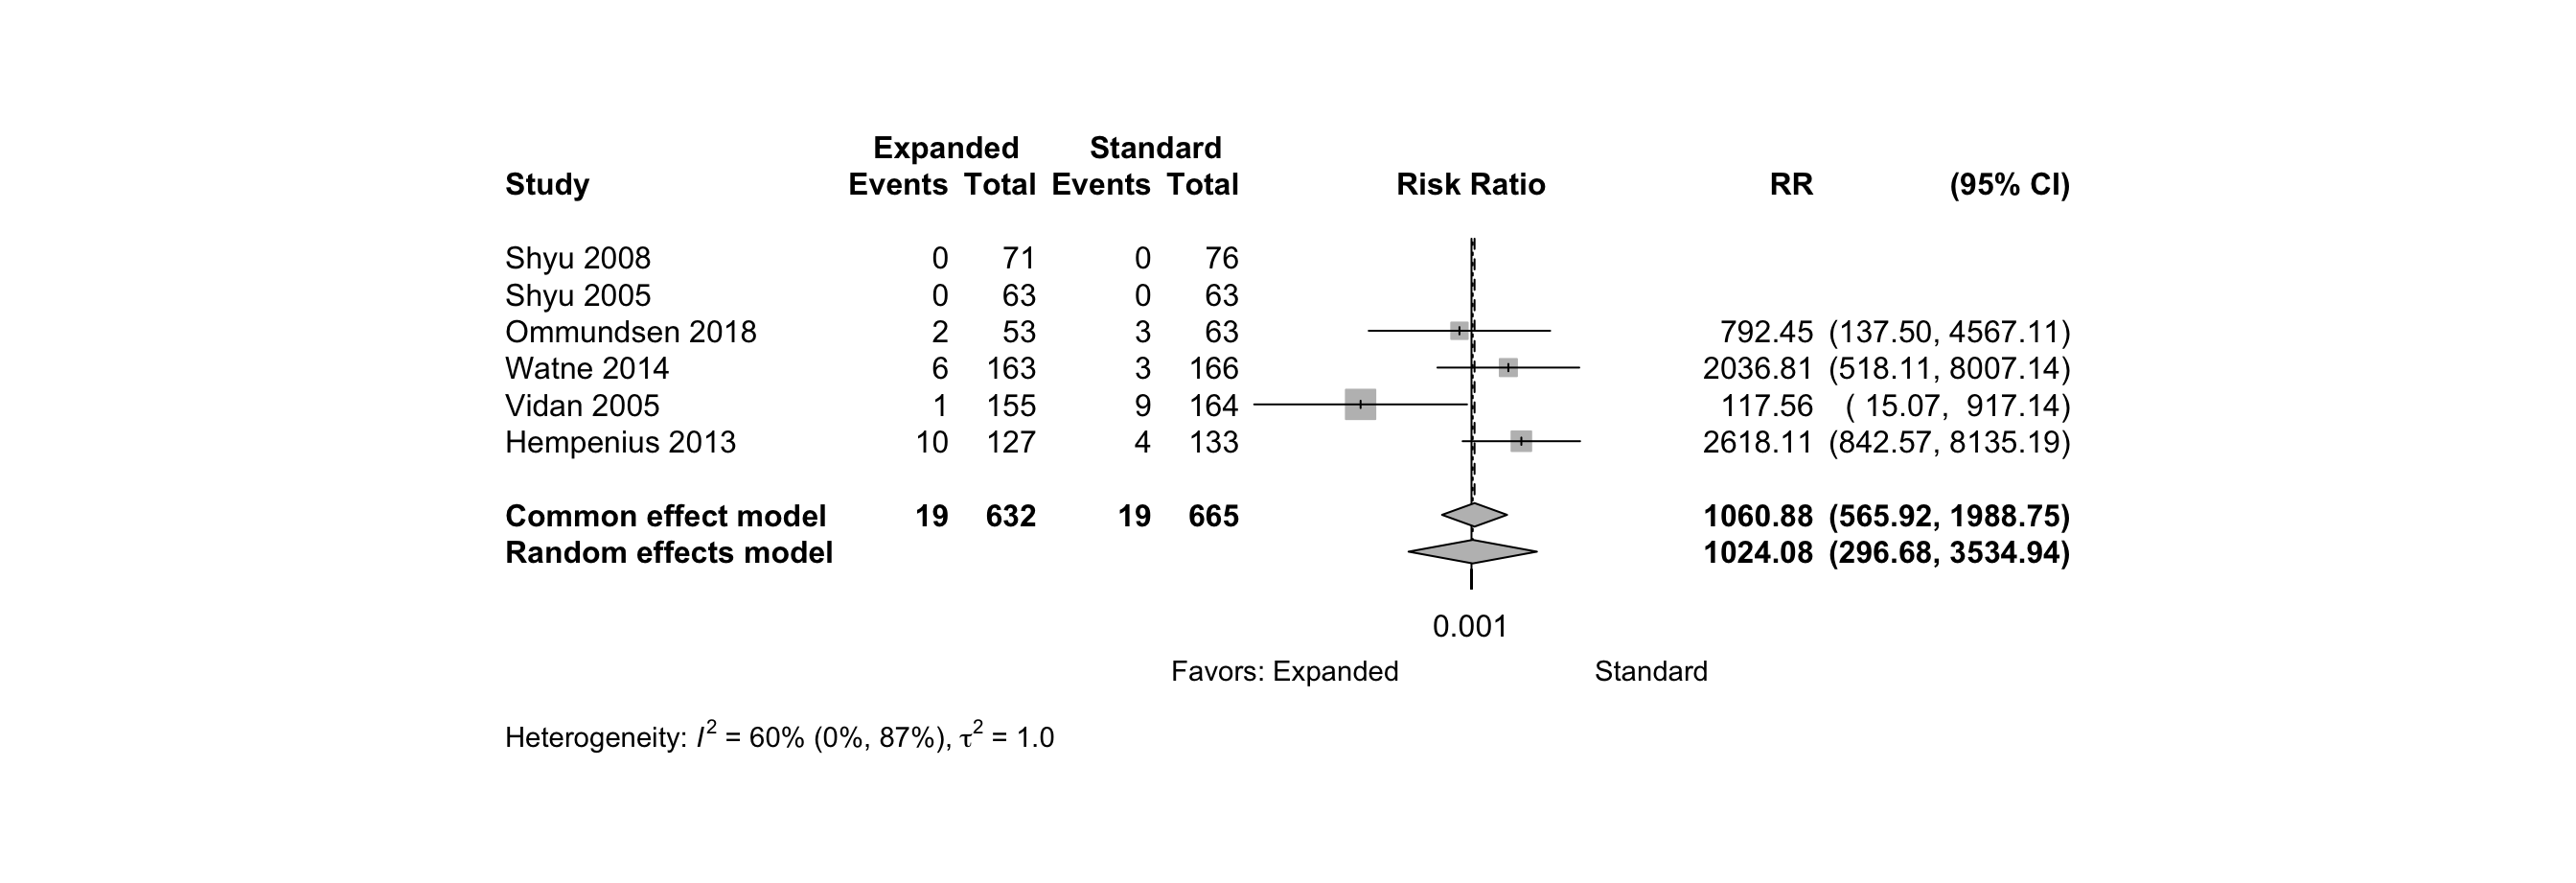 Expanded Standard
Study Events Total Events Total Risk Ratio RR (95% CI)
Shyu 2008 0 71 0 76
Shyu 2005 0 63 0 63
Ommundsen 2018 2 53 3 63 792.45 (137.50, 4567.11)
Watne 2014 6 163 3 166 2036.81 (518.11, 8007.14)
Vidan 2005 1 155 9 164 117.56 ( 15.07, 917.14)
Hempenius 2013 10 127 4 133 2618.11 (842.57, 8135.19)
Common effect model 19 632 19 665 1060.88 (565.92, 1988.75)
Random effects model 1024.08 (296.68, 3534.94)
0.001
Favors: Expanded Standard
Heterogeneity: I² = 60% (0%, 87%), τ² = 1.0